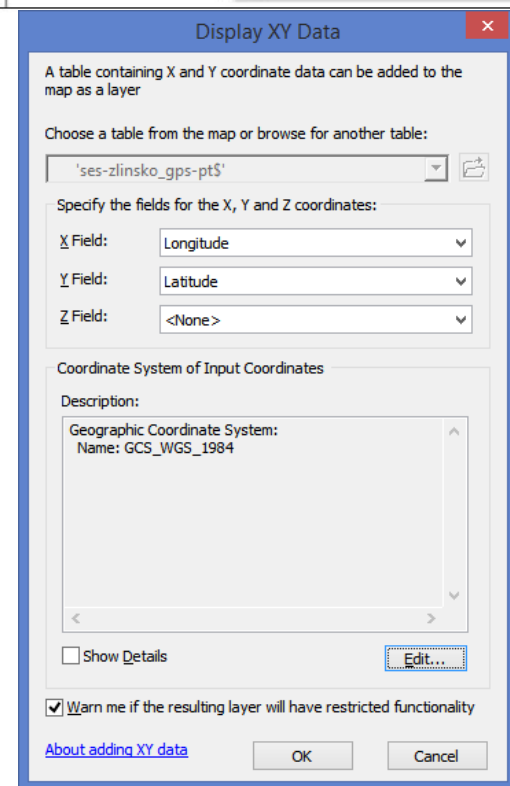 Display XY Data
A table containing X and Y coordinate data can be added to the
map as a layer
Choose a table from the map or browse for another table:
'ses-zlinsko_gps-pt$'
Specify the fields for the X, Y and Z coordinates:
X Field: Longitude
Y Field: Latitude
Z Field: <None>
Coordinate System of Input Coordinates
Description:
Geographic Coordinate System:
Name: GCS_WGS_1984
Show Details Edit...
Warn me if the resulting layer will have restricted functionality
About adding XY data OK Cancel